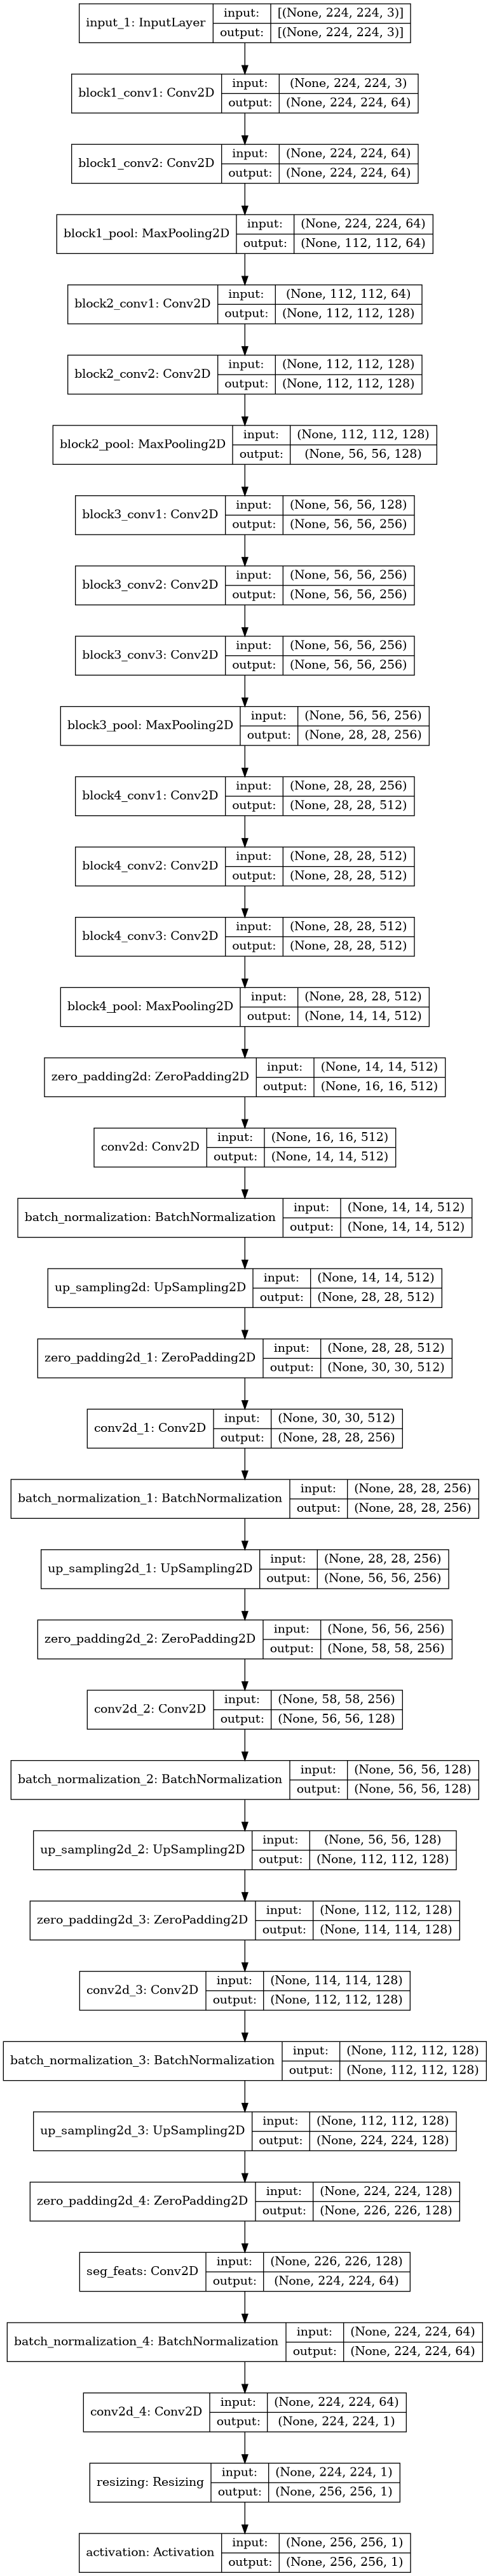 input_1: InputLayer
input: [(None, 224, 224, 3)]
output: [(None, 224, 224, 3)]
block1_conv1: Conv2D
input: (None, 224, 224, 3)
output: (None, 224, 224, 64)
block1_conv2: Conv2D
input: (None, 224, 224, 64)
output: (None, 224, 224, 64)
block1_pool: MaxPooling2D
input: (None, 224, 224, 64)
output: (None, 112, 112, 64)
block2_conv1: Conv2D
input: (None, 112, 112, 64)
output: (None, 112, 112, 128)
block2_conv2: Conv2D
input: (None, 112, 112, 128)
output: (None, 112, 112, 128)
block2_pool: MaxPooling2D
input: (None, 112, 112, 128)
output: (None, 56, 56, 128)
block3_conv1: Conv2D
input: (None, 56, 56, 128)
output: (None, 56, 56, 256)
block3_conv2: Conv2D
input: (None, 56, 56, 256)
output: (None, 56, 56, 256)
block3_conv3: Conv2D
input: (None, 56, 56, 256)
output: (None, 56, 56, 256)
block3_pool: MaxPooling2D
input: (None, 56, 56, 256)
output: (None, 28, 28, 256)
block4_conv1: Conv2D
input: (None, 28, 28, 256)
output: (None, 28, 28, 512)
block4_conv2: Conv2D
input: (None, 28, 28, 512)
output: (None, 28, 28, 512)
block4_conv3: Conv2D
input: (None, 28, 28, 512)
output: (None, 28, 28, 512)
block4_pool: MaxPooling2D
input: (None, 28, 28, 512)
output: (None, 14, 14, 512)
zero_padding2d: ZeroPadding2D
input: (None, 14, 14, 512)
output: (None, 16, 16, 512)
conv2d: Conv2D
input: (None, 16, 16, 512)
output: (None, 14, 14, 512)
batch_normalization: BatchNormalization
input: (None, 14, 14, 512)
output: (None, 14, 14, 512)
up_sampling2d: UpSampling2D
input: (None, 14, 14, 512)
output: (None, 28, 28, 512)
zero_padding2d_1: ZeroPadding2D
input: (None, 28, 28, 512)
output: (None, 30, 30, 512)
conv2d_1: Conv2D
input: (None, 30, 30, 512)
output: (None, 28, 28, 256)
batch_normalization_1: BatchNormalization
input: (None, 28, 28, 256)
output: (None, 28, 28, 256)
up_sampling2d_1: UpSampling2D
input: (None, 28, 28, 256)
output: (None, 56, 56, 256)
zero_padding2d_2: ZeroPadding2D
input: (None, 56, 56, 256)
output: (None, 58, 58, 256)
conv2d_2: Conv2D
input: (None, 58, 58, 256)
output: (None, 56, 56, 128)
batch_normalization_2: BatchNormalization
input: (None, 56, 56, 128)
output: (None, 56, 56, 128)
up_sampling2d_2: UpSampling2D
input: (None, 56, 56, 128)
output: (None, 112, 112, 128)
zero_padding2d_3: ZeroPadding2D
input: (None, 112, 112, 128)
output: (None, 114, 114, 128)
conv2d_3: Conv2D
input: (None, 114, 114, 128)
output: (None, 112, 112, 128)
batch_normalization_3: BatchNormalization
input: (None, 112, 112, 128)
output: (None, 112, 112, 128)
up_sampling2d_3: UpSampling2D
input: (None, 112, 112, 128)
output: (None, 224, 224, 128)
zero_padding2d_4: ZeroPadding2D
input: (None, 224, 224, 128)
output: (None, 226, 226, 128)
seg_feats: Conv2D
input: (None, 226, 226, 128)
output: (None, 224, 224, 64)
batch_normalization_4: BatchNormalization
input: (None, 224, 224, 64)
output: (None, 224, 224, 64)
conv2d_4: Conv2D
input: (None, 224, 224, 64)
output: (None, 224, 224, 1)
resizing: Resizing
input: (None, 224, 224, 1)
output: (None, 256, 256, 1)
activation: Activation
input: (None, 256, 256, 1)
output: (None, 256, 256, 1)